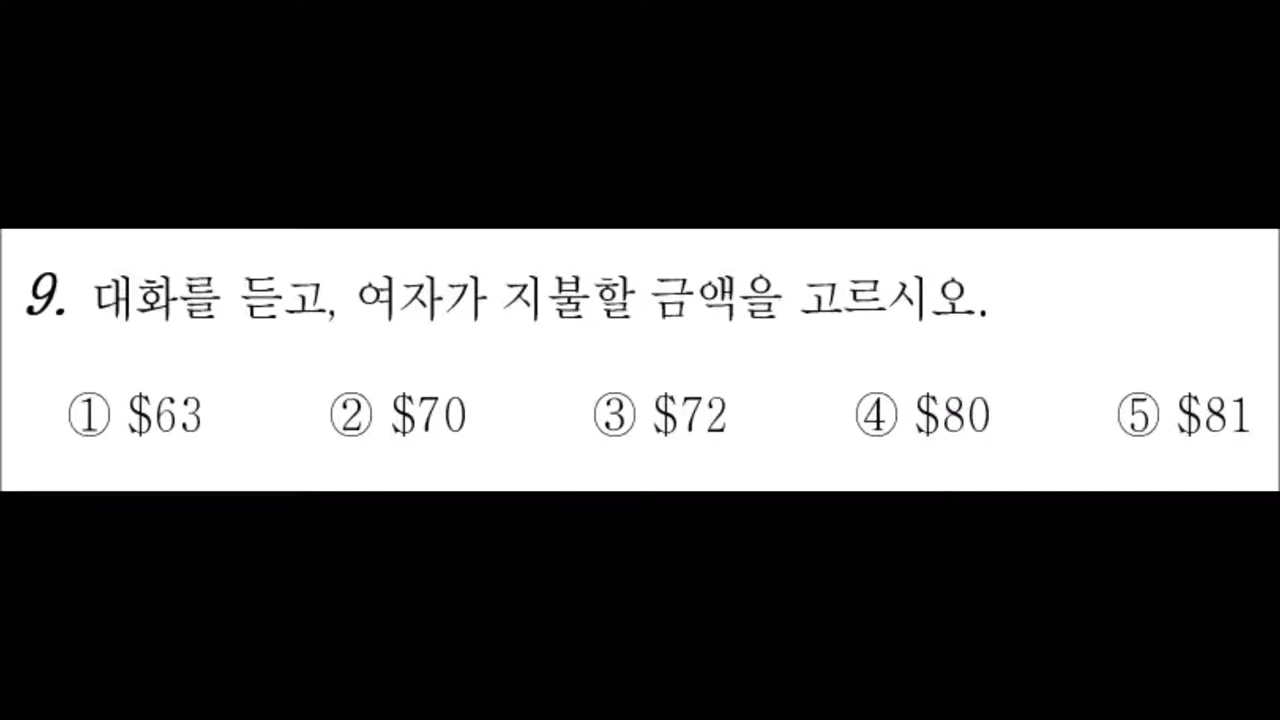 9. 대화를 듣고, 여자가 지불할 금액을 고르시오.
① $63 ② $70 ③ $72 ④ $80 ⑤ $81